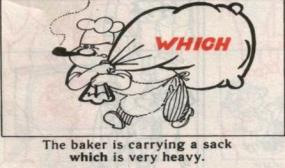 WHICH
The baker is carrying a sack
which is very heavy.